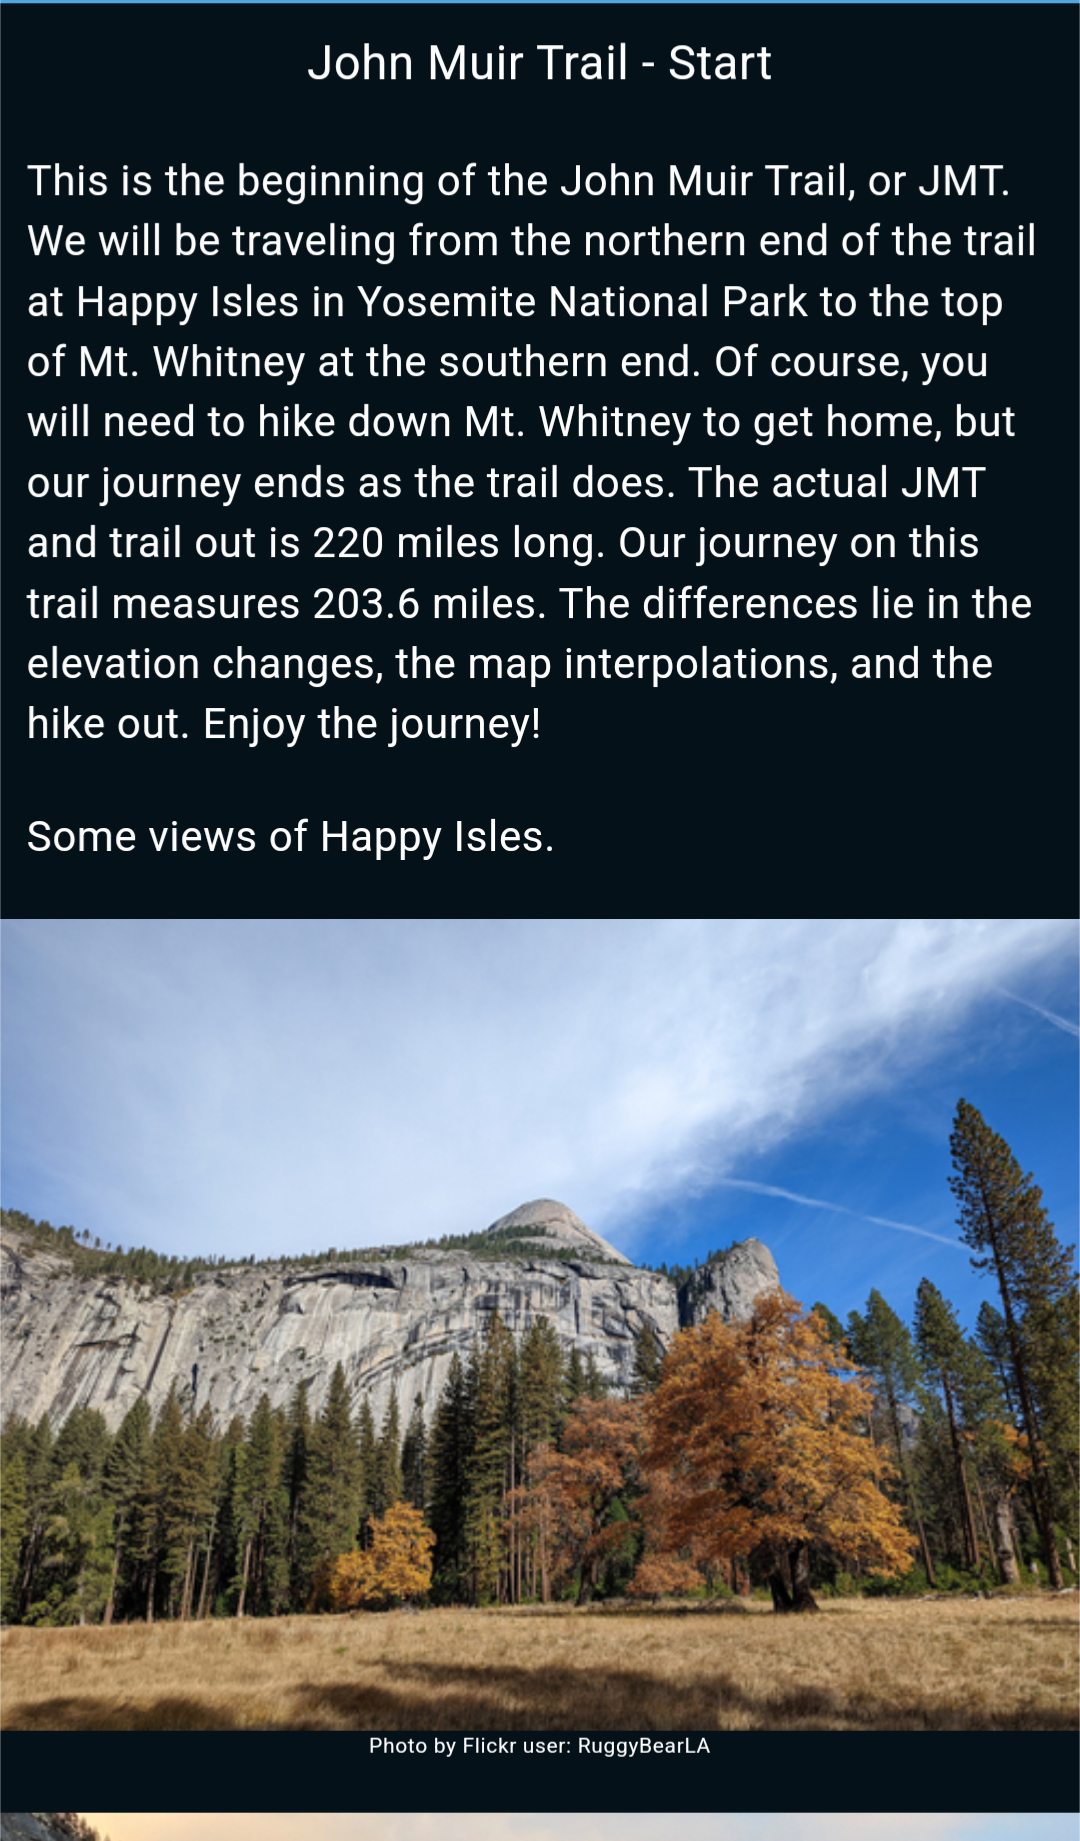 John Muir Trail - Start
This is the beginning of the John Muir Trail, or JMT.
We will be traveling from the northern end of the trail
at Happy Isles in Yosemite National Park to the top
of Mt. Whitney at the southern end. Of course, you
will need to hike down Mt. Whitney to get home, but
our journey ends as the trail does. The actual JMT
and trail out is 220 miles long. Our journey on this
trail measures 203.6 miles. The differences lie in the
elevation changes, the map interpolations, and the
hike out. Enjoy the journey!
Some views of Happy Isles.
Photo by Flickr user: RuggyBearLA